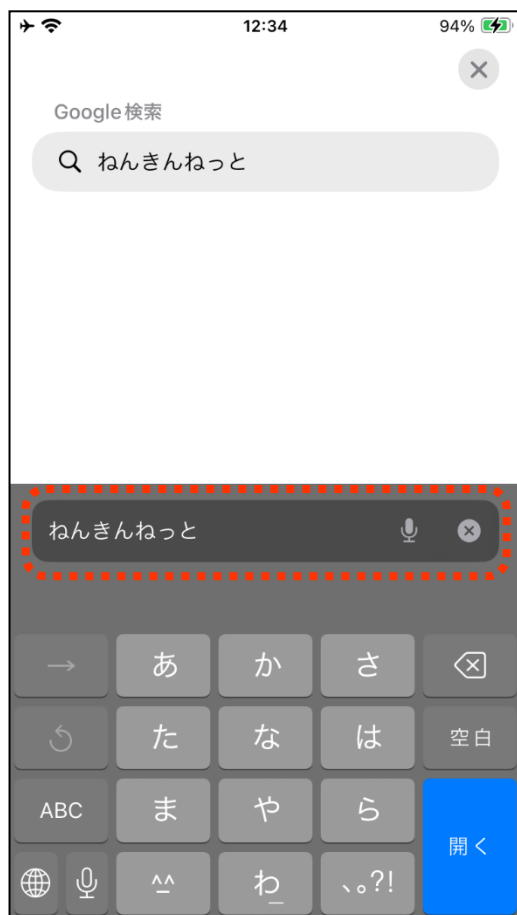 12:34 94%
Google検索
ねんきんねっと
ねんきんねっと
→ あ か さ
た な は 空白
ABC ま や ら
^^ わ_ 、。?! 開く